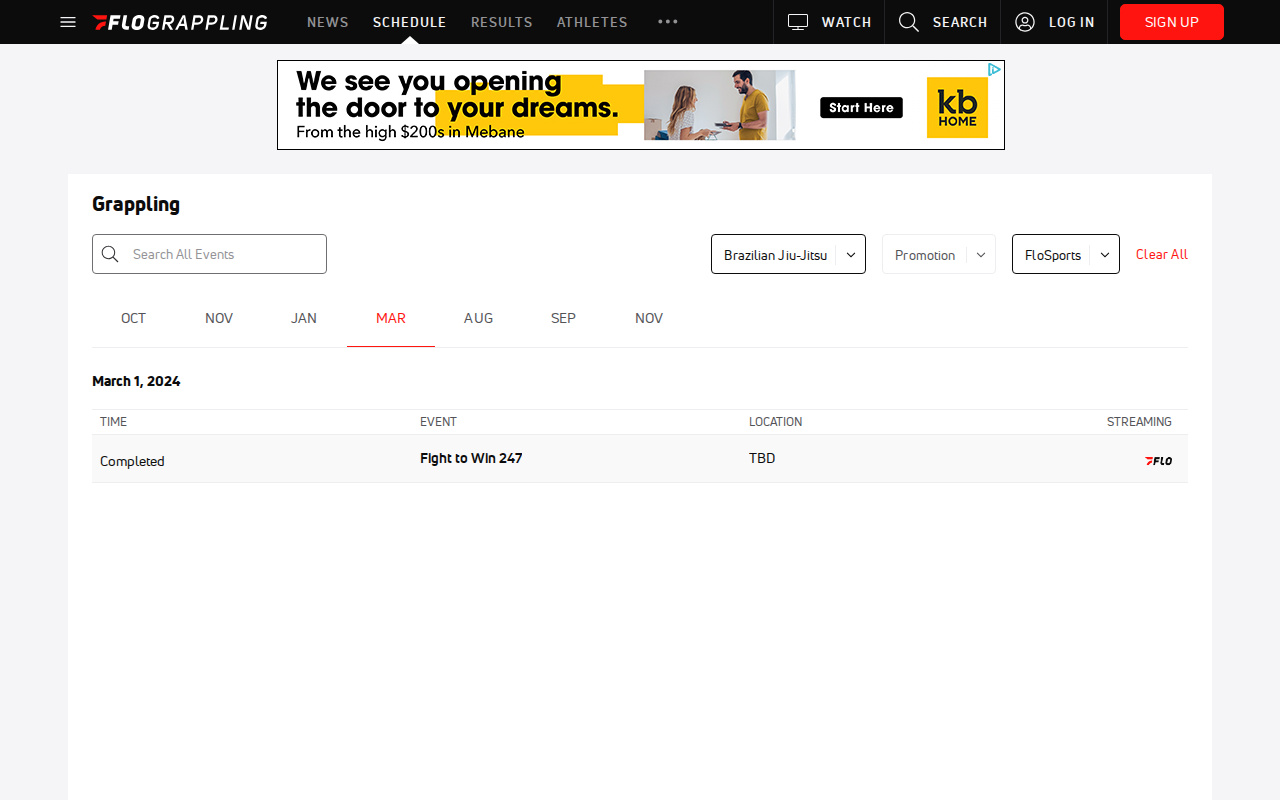 FLOGRAPPLING NEWS SCHEDULE RESULTS ATHLETES WATCH SEARCH LOG IN SIGN UP
We see you opening
the door to your dreams.
From the high $200s in Mebane
Start Here
kb
HOME
Grappling
Search All Events
Brazilian Jiu-Jitsu
Promotion
FloSports
Clear All
OCT NOV JAN MAR AUG SEP NOV
March 1, 2024
TIME EVENT LOCATION STREAMING
Completed Fight to Win 247 TBD FLO